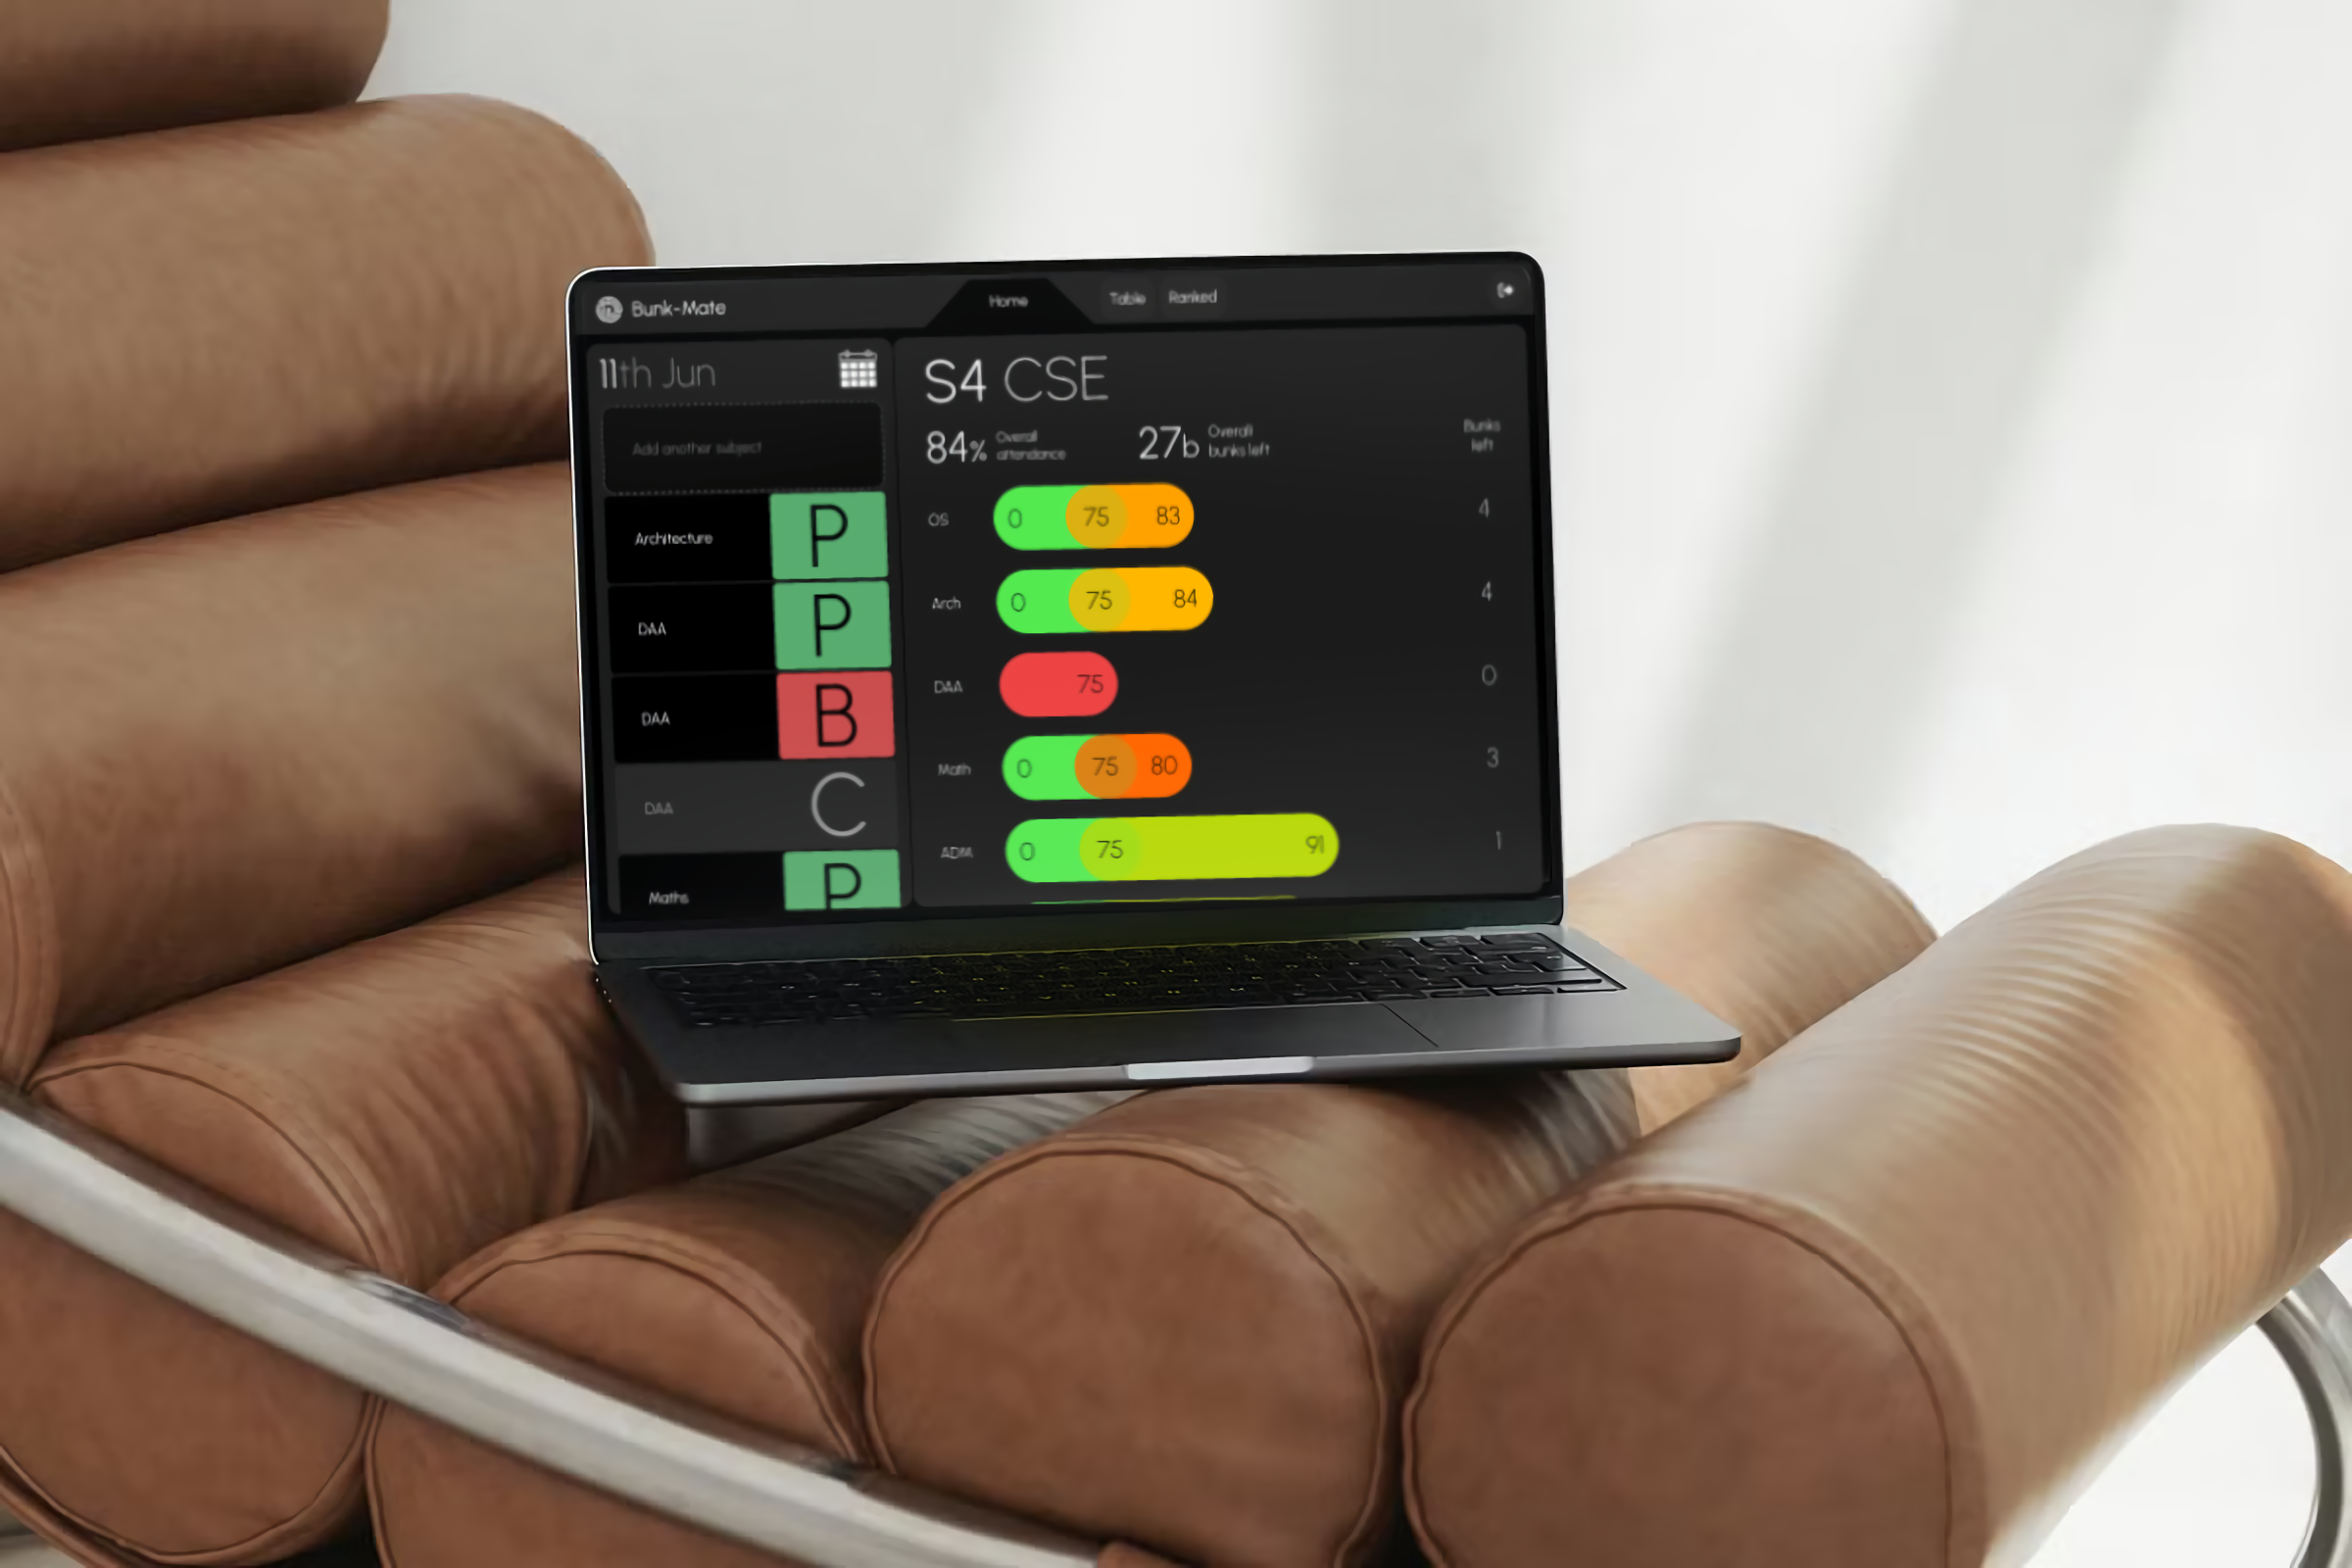 Bunk-Mate
Home
Table
Ranked
11th Jun
Add another subject
Architecture P
DAA P
DAA B
DAA C
Maths P
S4 CSE
84% Overall attendance
27b Overall bunks left
Bunks
left
OS 0 75 83 4
Arch 0 75 84 4
DAA 75 0
Math 0 75 80 3
ADM 0 75 91 1